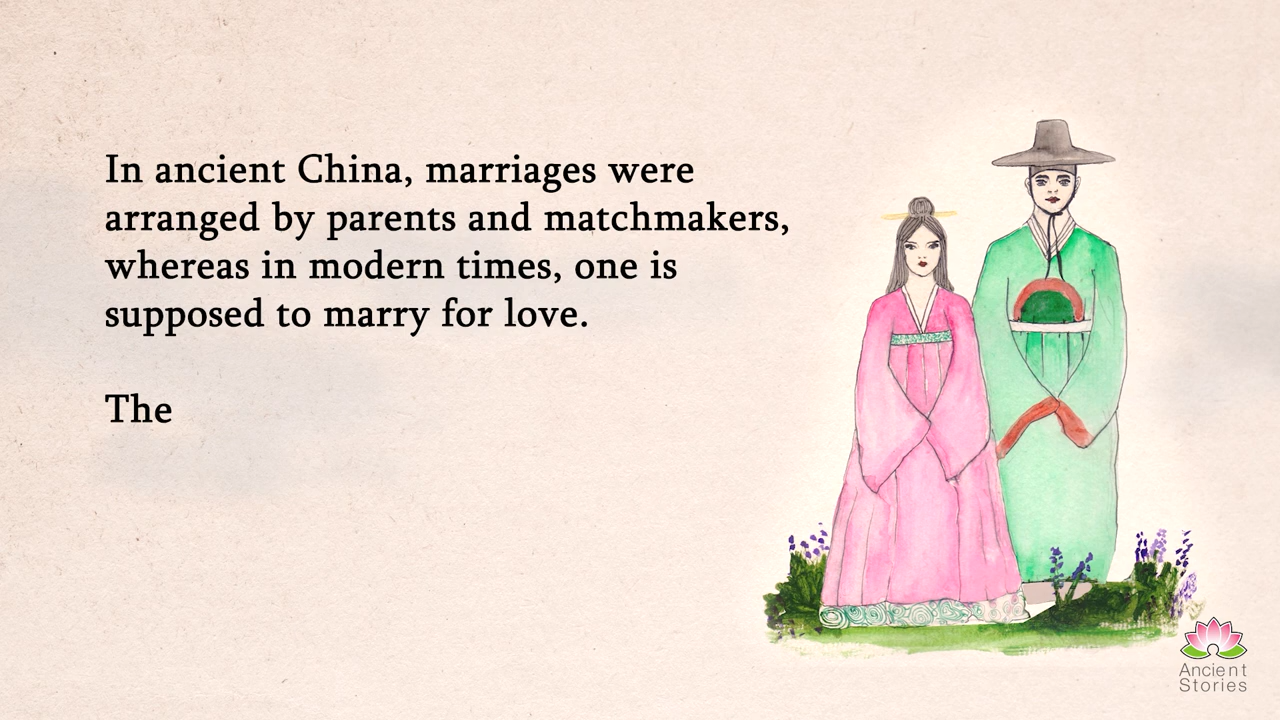 In ancient China, marriages were
arranged by parents and matchmakers,
whereas in modern times, one is
supposed to marry for love.
The
Ancient
Stories